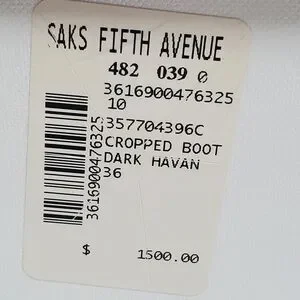 SAKS FIFTH AVENUE
482 039 0
3616900476325
10
357704396C
CROPPED BOOT
DARK HAVAN
36
3616900476325
$ 1500.00